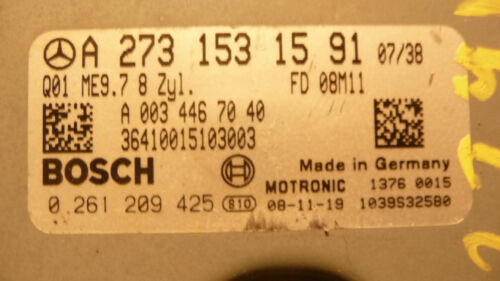 A 273 153 15 91 07/38
Q01 ME9.7 8 Zyl. FD 08M11
A 003 446 70 40
36410015103003
BOSCH Made in Germany
MOTRONIC 1376 0015
0 261 209 425 810 08-11-19 1039S32580